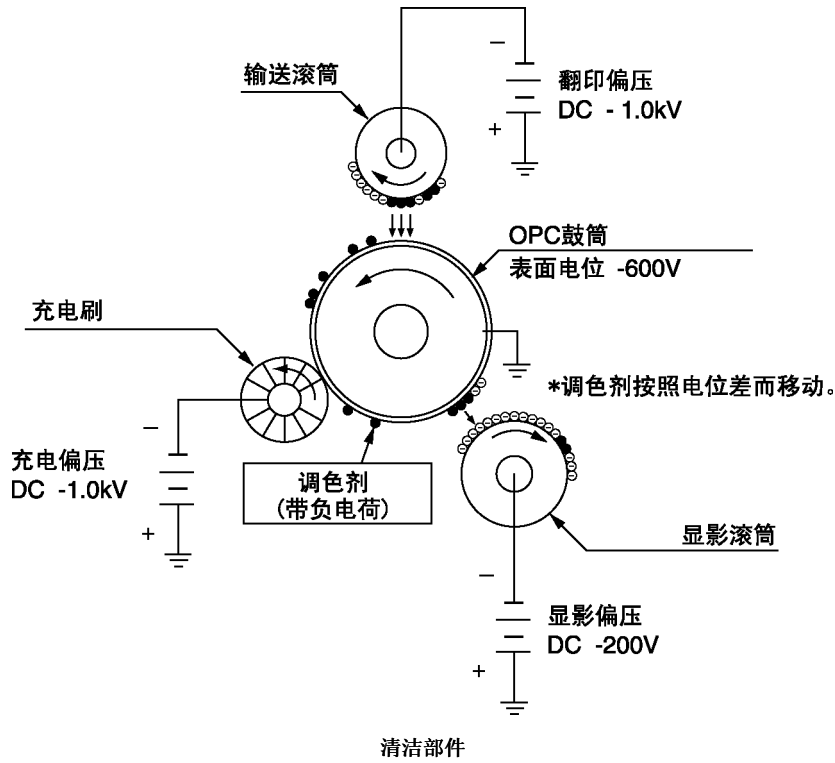 输送滚筒
翻印偏压
DC - 1.0kV
OPC鼓筒
表面电位 -600V
充电刷
*调色剂按照电位差而移动。
充电偏压
DC -1.0kV
调色剂
(带负电荷)
显影滚筒
显影偏压
DC -200V
清洁部件